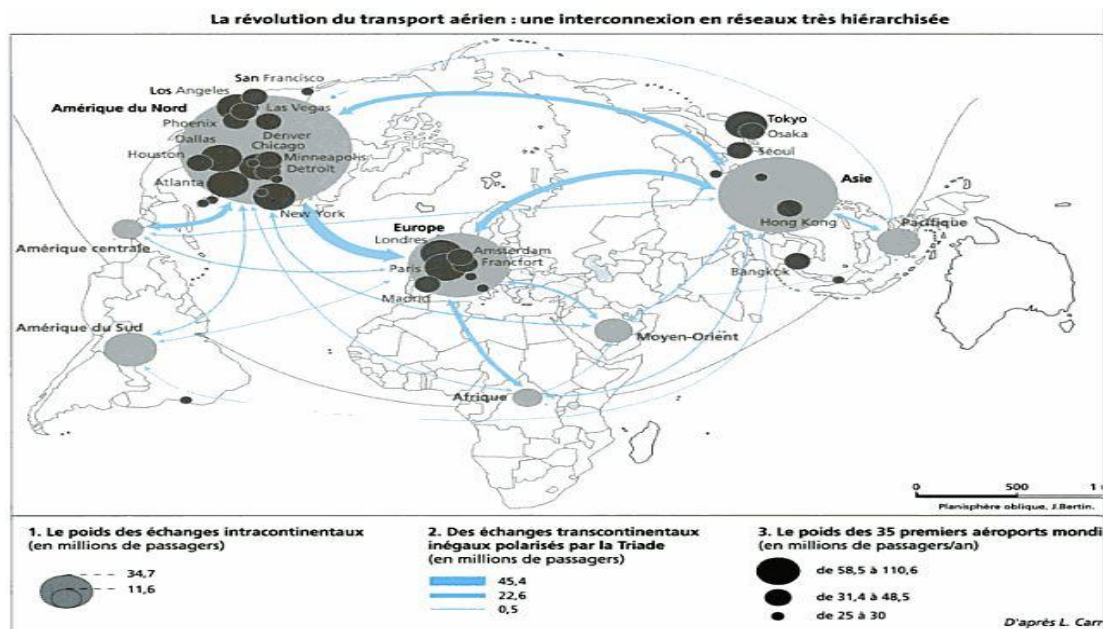 La révolution du transport aérien : une interconnexion en réseaux très hiérarchisée
San Francisco
Los Angeles
Amérique du Nord
Las Vegas
Phoenix
Dallas
Denver
Chicago
Houston
Minneapolis
Detroit
Atlanta
New York
Amérique centrale
Amérique du Sud
Europe
Londres
Amsterdam
Paris
Francfort
Madrid
Afrique
Moyen-Orient
Tokyo
Osaka
Séoul
Asie
Hong Kong
Pacifique
Bangkok
0 500 1
Planisphère oblique, J.Bertin.
1. Le poids des échanges intracontinentaux
(en millions de passagers)
34,7
11,6
2. Des échanges transcontinentaux
inégaux polarisés par la Triade
(en millions de passagers)
45,4
22,6
0,5
3. Le poids des 35 premiers aéroports mondi
(en millions de passagers/an)
de 58,5 à 110,6
de 31,4 à 48,5
de 25 à 30
D'après L. Carr